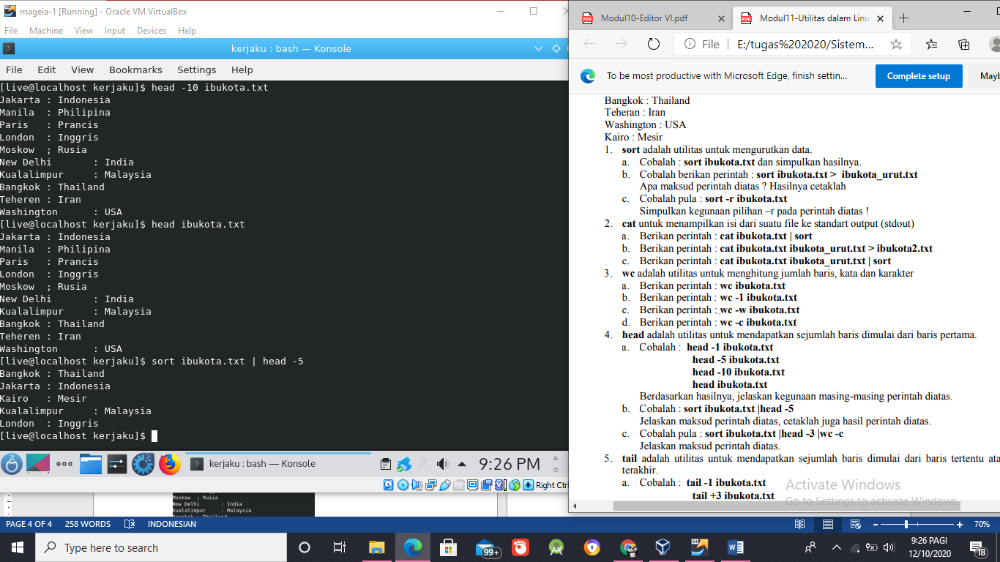 mageia-1 [Running] - Oracle VM VirtualBox
File Machine View Input Devices Help
kerjaku : bash — Konsole
File Edit View Bookmarks Settings Help
[live@localhost kerjaku]$ head -10 ibukota.txt
Jakarta : Indonesia
Manila : Philipina
Paris : Prancis
London : Inggris
Moskow ; Rusia
New Delhi : India
Kualalimpur : Malaysia
Bangkok : Thailand
Teheren : Iran
Washington : USA
[live@localhost kerjaku]$ head ibukota.txt
Jakarta : Indonesia
Manila : Philipina
Paris : Prancis
London : Inggris
Moskow ; Rusia
New Delhi : India
Kualalimpur : Malaysia
Bangkok : Thailand
Teheren : Iran
Washington : USA
[live@localhost kerjaku]$ sort ibukota.txt | head -5
Bangkok : Thailand
Jakarta : Indonesia
Kairo : Mesir
Kualalimpur : Malaysia
London : Inggris
[live@localhost kerjaku]$
kerjaku : bash — Konsole
9:26 PM
Right Ctrl
Moskow ; Rusia
New Delhi : India
Kualalimpur : Malaysia
Modul10-Editor VI.pdf
Modul11-Utilitas dalam Linu
File
E:/tugas%202020/Sistem...
To be most productive with Microsoft Edge, finish settin...
Complete setup
Mayb
Bangkok : Thailand
Teheran : Iran
Washington : USA
Kairo : Mesir
1. sort adalah utilitas untuk mengurutkan data.
a. Cobalah : sort ibukota.txt dan simpulkan hasilnya.
b. Cobalah berikan perintah : sort ibukota.txt > ibukota_urut.txt
Apa maksud perintah diatas ? Hasilnya cetaklah
c. Cobalah pula : sort -r ibukota.txt
Simpulkan kegunaan pilihan –r pada perintah diatas !
2. cat untuk menampilkan isi dari suatu file ke standart output (stdout)
a. Berikan perintah : cat ibukota.txt | sort
b. Berikan perintah : cat ibukota.txt ibukota_urut.txt > ibukota2.txt
c. Berikan perintah : cat ibukota.txt ibukota_urut.txt | sort
3. wc adalah utilitas untuk menghitung jumlah baris, kata dan karakter
a. Berikan perintah : wc ibukota.txt
b. Berikan perintah : wc -1 ibukota.txt
c. Berikan perintah : wc -w ibukota.txt
d. Berikan perintah : wc -c ibukota.txt
4. head adalah utilitas untuk mendapatkan sejumlah baris dimulai dari baris pertama.
a. Cobalah : head -1 ibukota.txt
head -5 ibukota.txt
head -10 ibukota.txt
head ibukota.txt
Berdasarkan hasilnya, jelaskan kegunaan masing-masing perintah diatas.
b. Cobalah : sort ibukota.txt |head -5
Jelaskan maksud perintah diatas, cetaklah juga hasil perintah diatas.
c. Cobalah pula : sort ibukota.txt |head -3 |wc -c
Jelaskan maksud perintah diatas.
5. tail adalah utilitas untuk mendapatkan sejumlah baris dimulai dari baris tertentu ata
terakhir.
a. Cobalah : tail -1 ibukota.txt
tail +3 ibukota.txt
Activate Windows
Go to Settings to activate Windows.
PAGE 4 OF 4 258 WORDS INDONESIAN
70%
Type here to search
99+
9:26 PAGI
12/10/2020
18